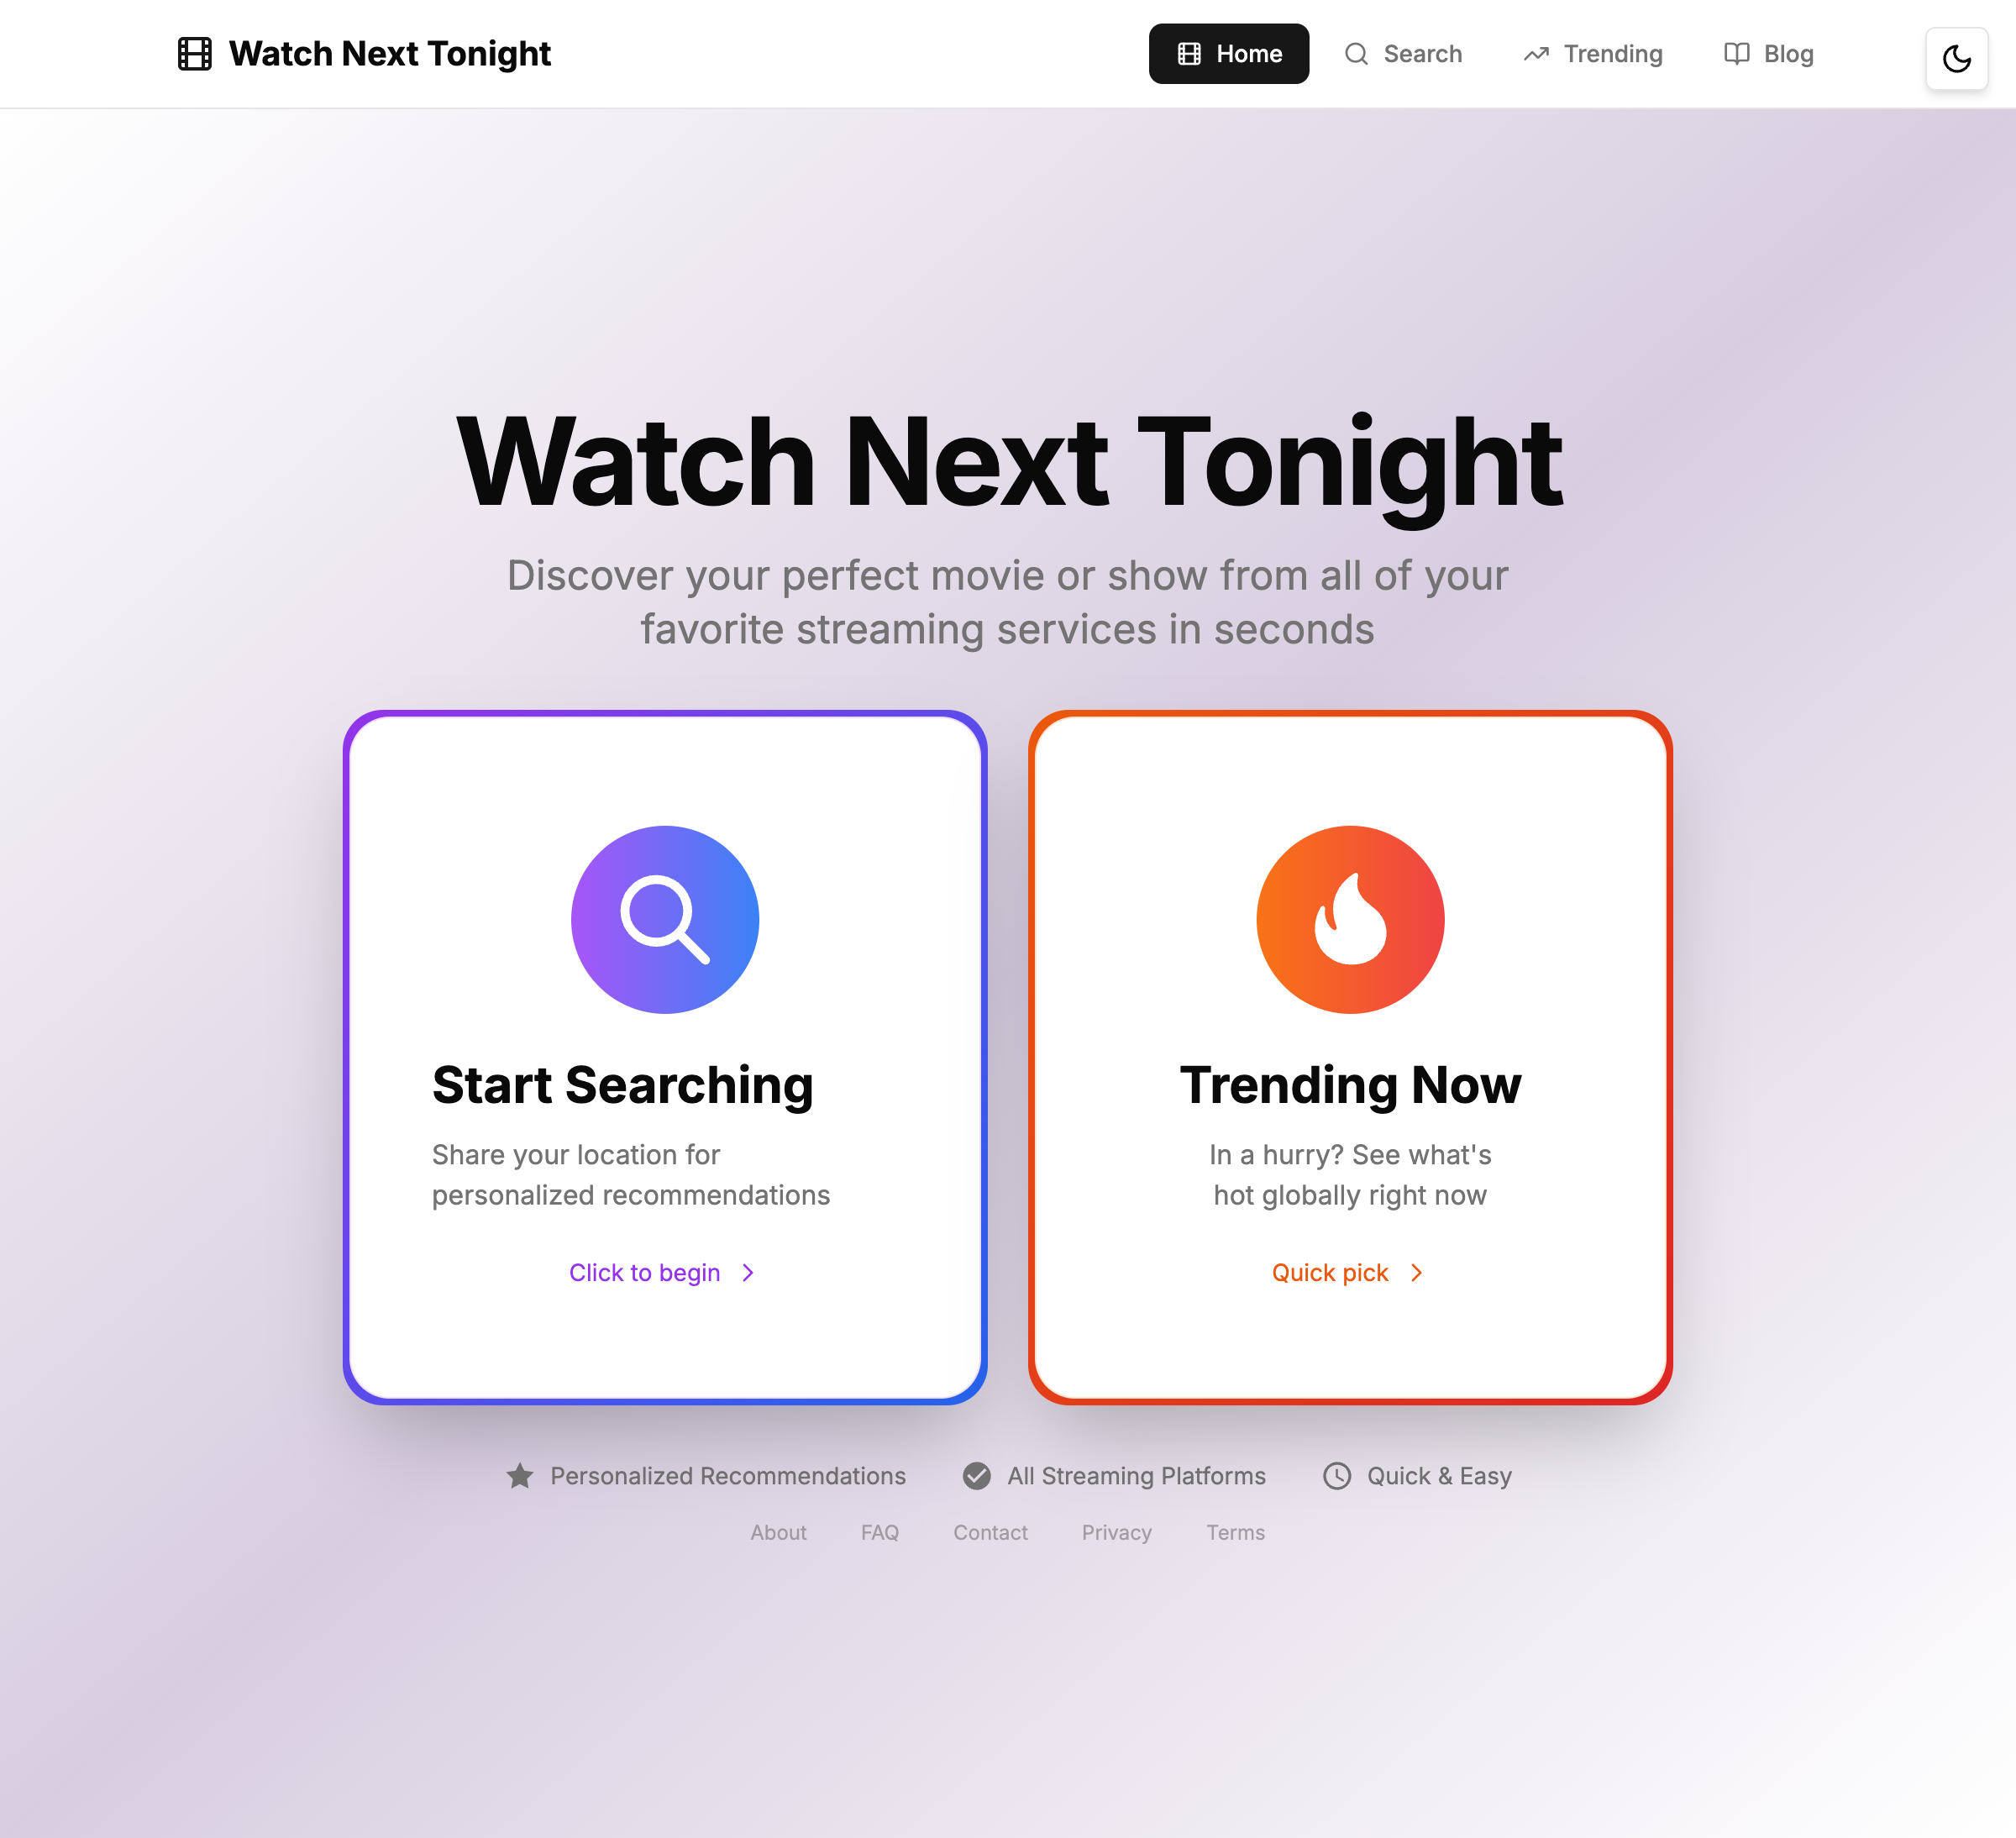 Watch Next Tonight
Home
Search
Trending
Blog
Watch Next Tonight
Discover your perfect movie or show from all of your
favorite streaming services in seconds
Start Searching
Share your location for
personalized recommendations
Click to begin
Trending Now
In a hurry? See what's
hot globally right now
Quick pick
Personalized Recommendations
All Streaming Platforms
Quick & Easy
About
FAQ
Contact
Privacy
Terms